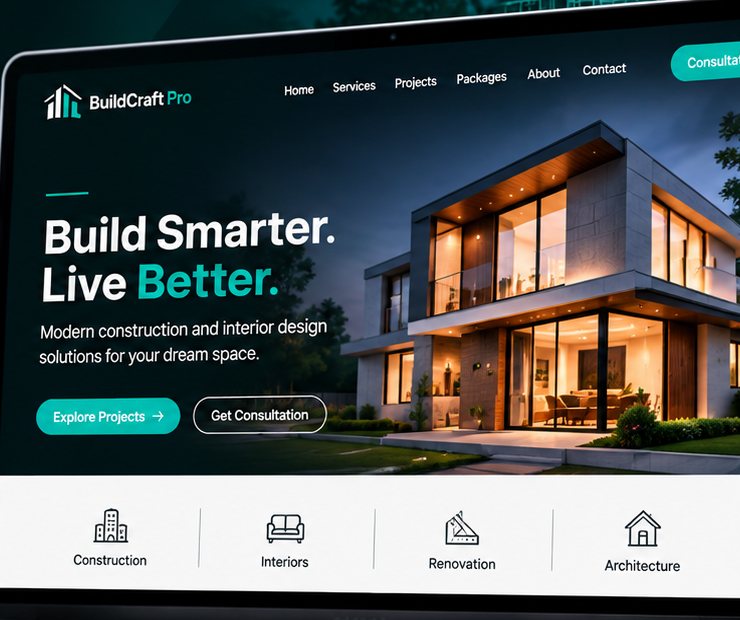 BuildCraft Pro
Home Services Projects Packages About Contact
Build Smarter.
Live Better.
Modern construction and interior design
solutions for your dream space.
Explore Projects →
Get Consultation
Construction
Interiors
Renovation
Architecture